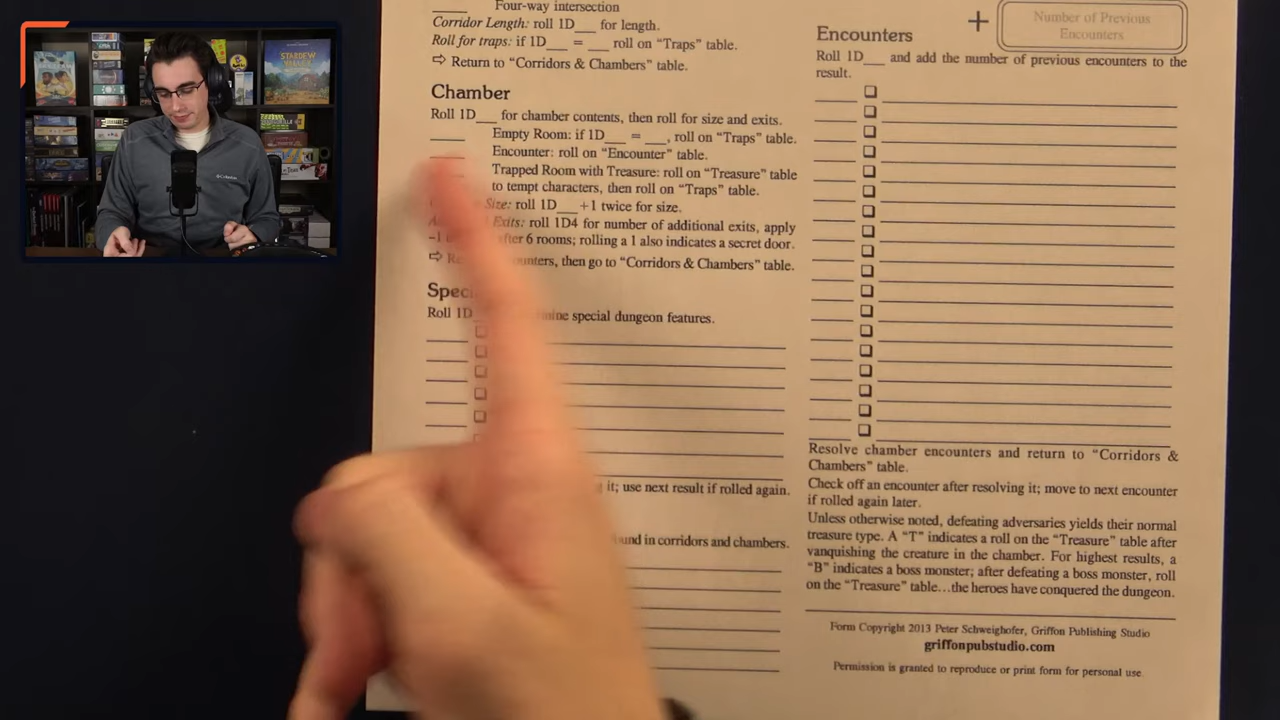 Four-way intersection
Corridor Length: roll 1D___ for length.
Roll for traps: if 1D___ = ___ roll on “Traps” table.
⇨ Return to “Corridors & Chambers” table.
Chamber
Roll 1D___ for chamber contents, then roll for size and exits.
Empty Room: if 1D___ = ___, roll on “Traps” table.
Encounter: roll on “Encounter” table.
Trapped Room with Treasure: roll on “Treasure” table
to tempt characters, then roll on “Traps” table.
Size: roll 1D___ +1 twice for size.
Exits: roll 1D4 for number of additional exits, apply
–1 after 6 rooms; rolling a 1 also indicates a secret door.
⇨ then go to “Corridors & Chambers” table.
Roll 1D special dungeon features.
it; use next result if rolled again.
in corridors and chambers.
+
Number of Previous
Encounters
Encounters
Roll 1D___ and add the number of previous encounters to the
result.
Resolve chamber encounters and return to “Corridors &
Chambers” table.
Check off an encounter after resolving it; move to next encounter
if rolled again later.
Unless otherwise noted, defeating adversaries yields their normal
treasure type. A “T” indicates a roll on the “Treasure” table after
vanquishing the creature in the chamber. For highest results, a
“B” indicates a boss monster; after defeating a boss monster, roll
on the “Treasure” table…the heroes have conquered the dungeon.
Form Copyright 2013 Peter Schweighofer, Griffon Publishing Studio
griffonpubstudio.com
Permission is granted to reproduce or print form for personal use.
STARDEW VALLEY
Columbia